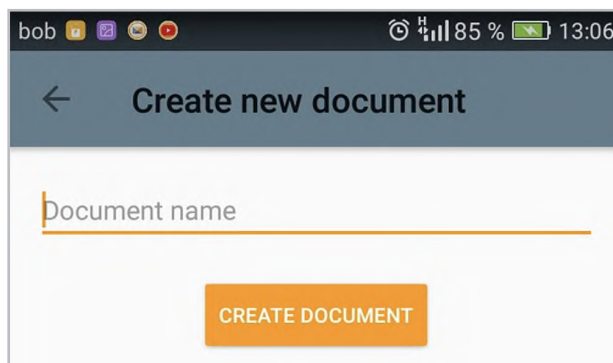 bob H 85 % 13:06
Create new document
Document name
CREATE DOCUMENT